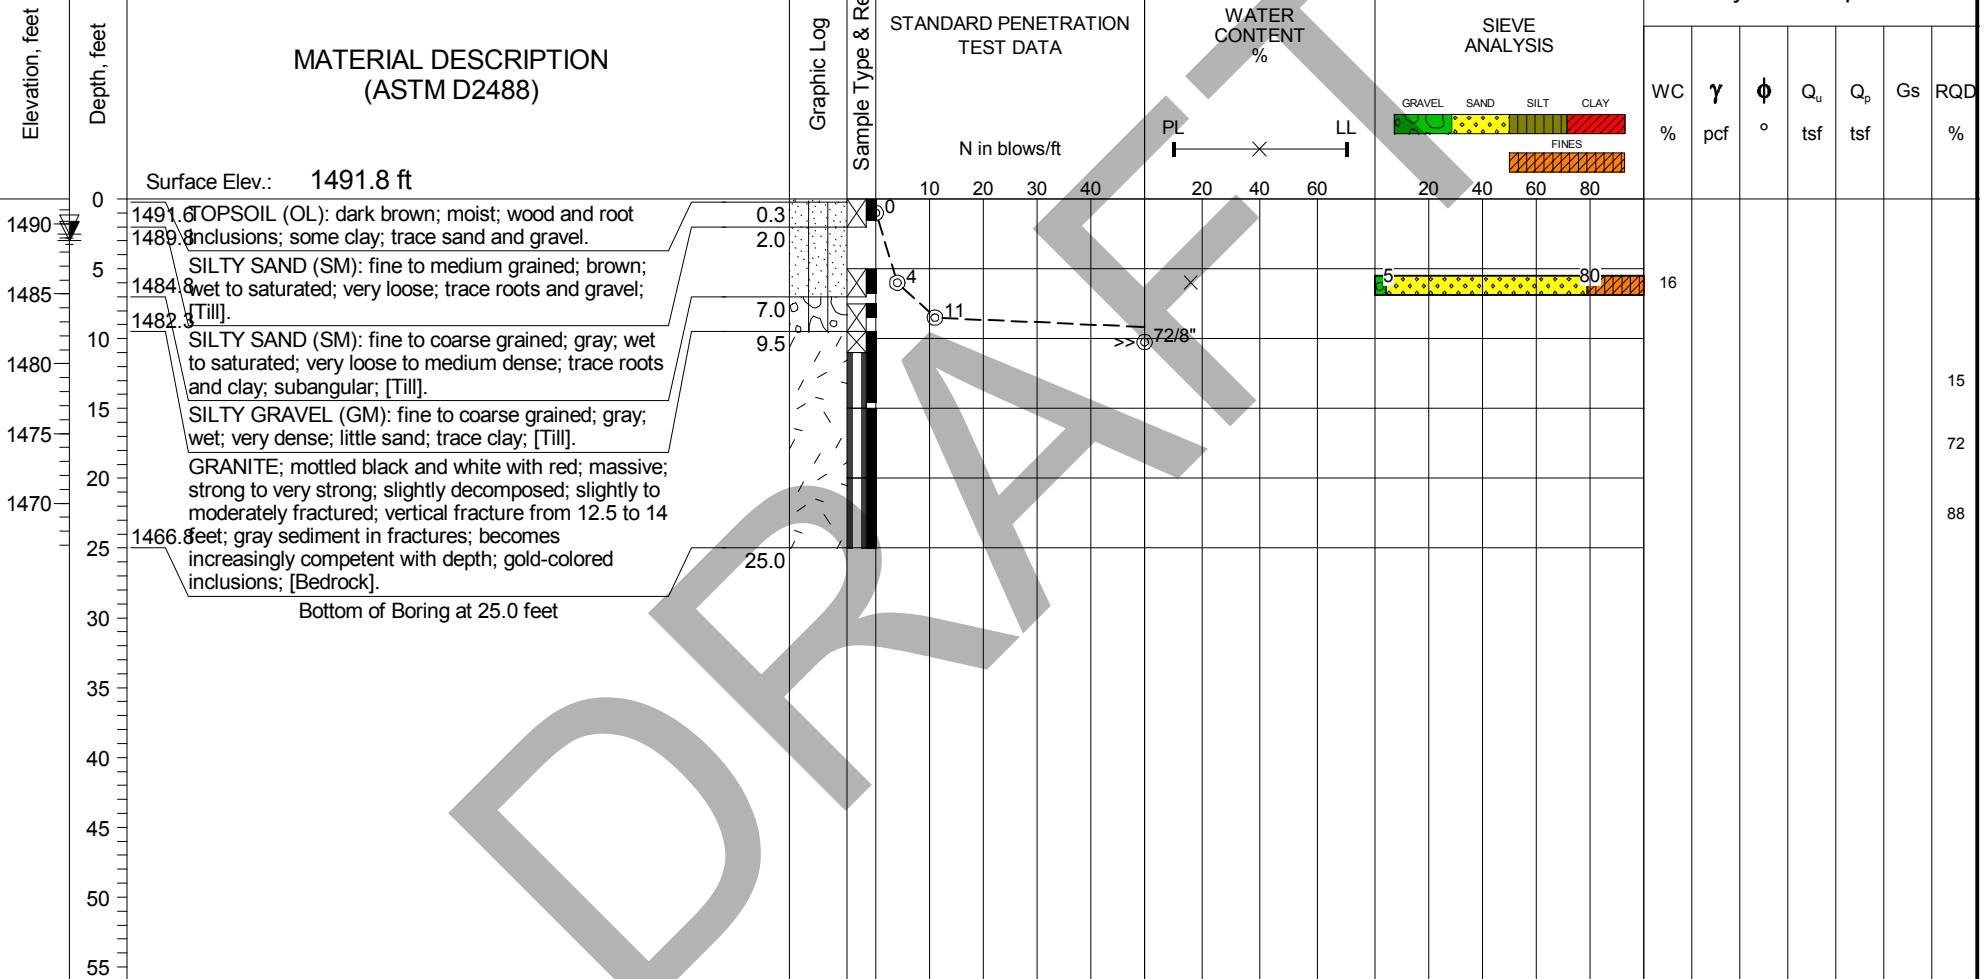 Elevation, feet
Depth, feet
MATERIAL DESCRIPTION
(ASTM D2488)
Surface Elev.: 1491.8 ft
Graphic Log
Sample Type & Re
STANDARD PENETRATION
TEST DATA
N in blows/ft
10 20 30 40
WATER
CONTENT
%
PL LL
20 40 60
SIEVE
ANALYSIS
GRAVEL SAND SILT CLAY
FINES
20 40 60 80
WC
%
γ
pcf
ϕ
°
Qu
tsf
Qp
tsf
Gs
RQD
%
1490
1485
1480
1475
1470
0
5
10
15
20
25
30
35
40
45
50
55
1491.6
TOPSOIL (OL): dark brown; moist; wood and root
inclusions; some clay; trace sand and gravel.
0.3
1489.8
SILTY SAND (SM): fine to medium grained; brown;
wet to saturated; very loose; trace roots and gravel;
[Till].
2.0
1484.8
SILTY SAND (SM): fine to coarse grained; gray; wet
to saturated; very loose to medium dense; trace roots
and clay; subangular; [Till].
7.0
1482.3
SILTY GRAVEL (GM): fine to coarse grained; gray;
wet; very dense; little sand; trace clay; [Till].
9.5
GRANITE; mottled black and white with red; massive;
strong to very strong; slightly decomposed; slightly to
moderately fractured; vertical fracture from 12.5 to 14
feet; gray sediment in fractures; becomes
increasingly competent with depth; gold-colored
inclusions; [Bedrock].
1466.8
25.0
Bottom of Boring at 25.0 feet
0
4
11
>> 72/8"
5 80
16
15
72
88
DRAFT